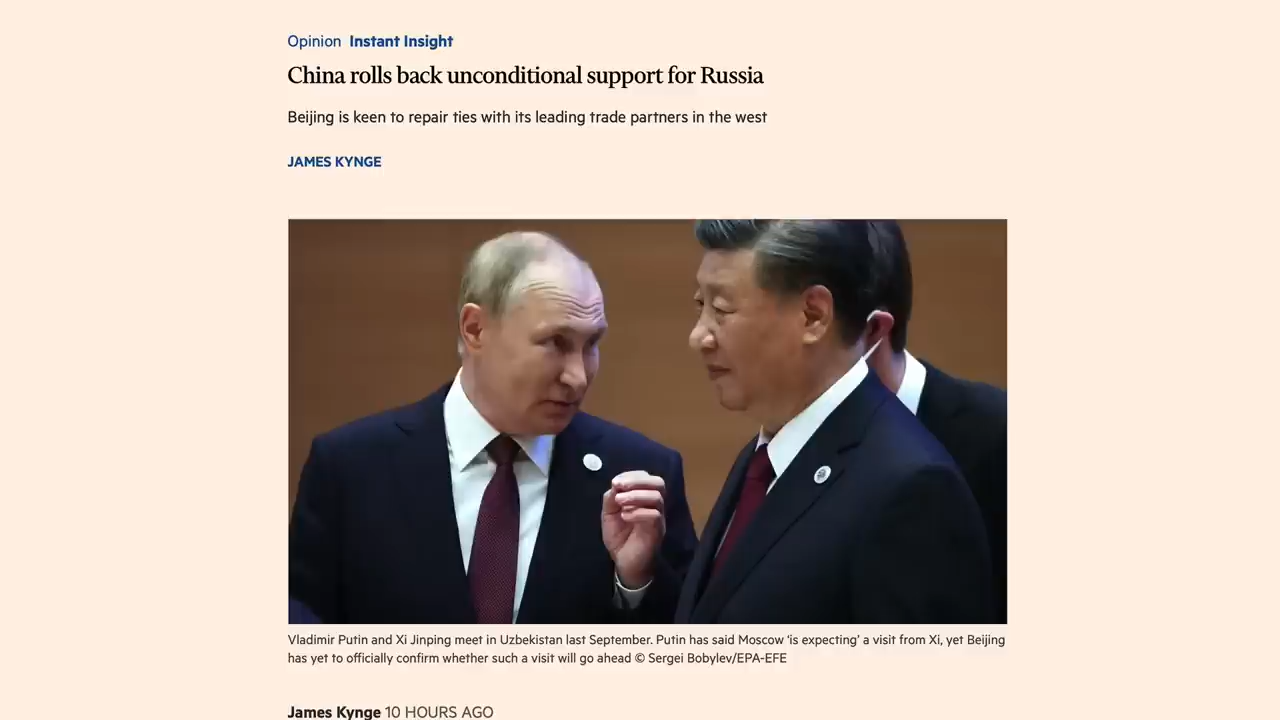 Opinion Instant Insight
China rolls back unconditional support for Russia
Beijing is keen to repair ties with its leading trade partners in the west
JAMES KYNGE
Vladimir Putin and Xi Jinping meet in Uzbekistan last September. Putin has said Moscow ‘is expecting’ a visit from Xi, yet Beijing
has yet to officially confirm whether such a visit will go ahead © Sergei Bobylev/EPA-EFE
James Kynge 10 HOURS AGO